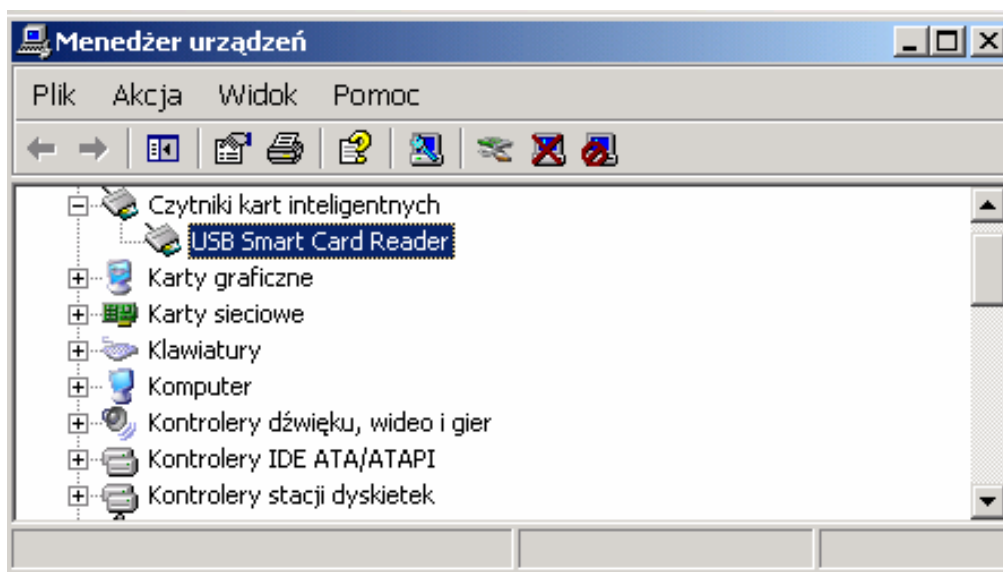 Menedżer urządzeń
Plik Akcja Widok Pomoc
Czytniki kart inteligentnych
USB Smart Card Reader
Karty graficzne
Karty sieciowe
Klawiatury
Komputer
Kontrolery dźwięku, wideo i gier
Kontrolery IDE ATA/ATAPI
Kontrolery stacji dyskietek